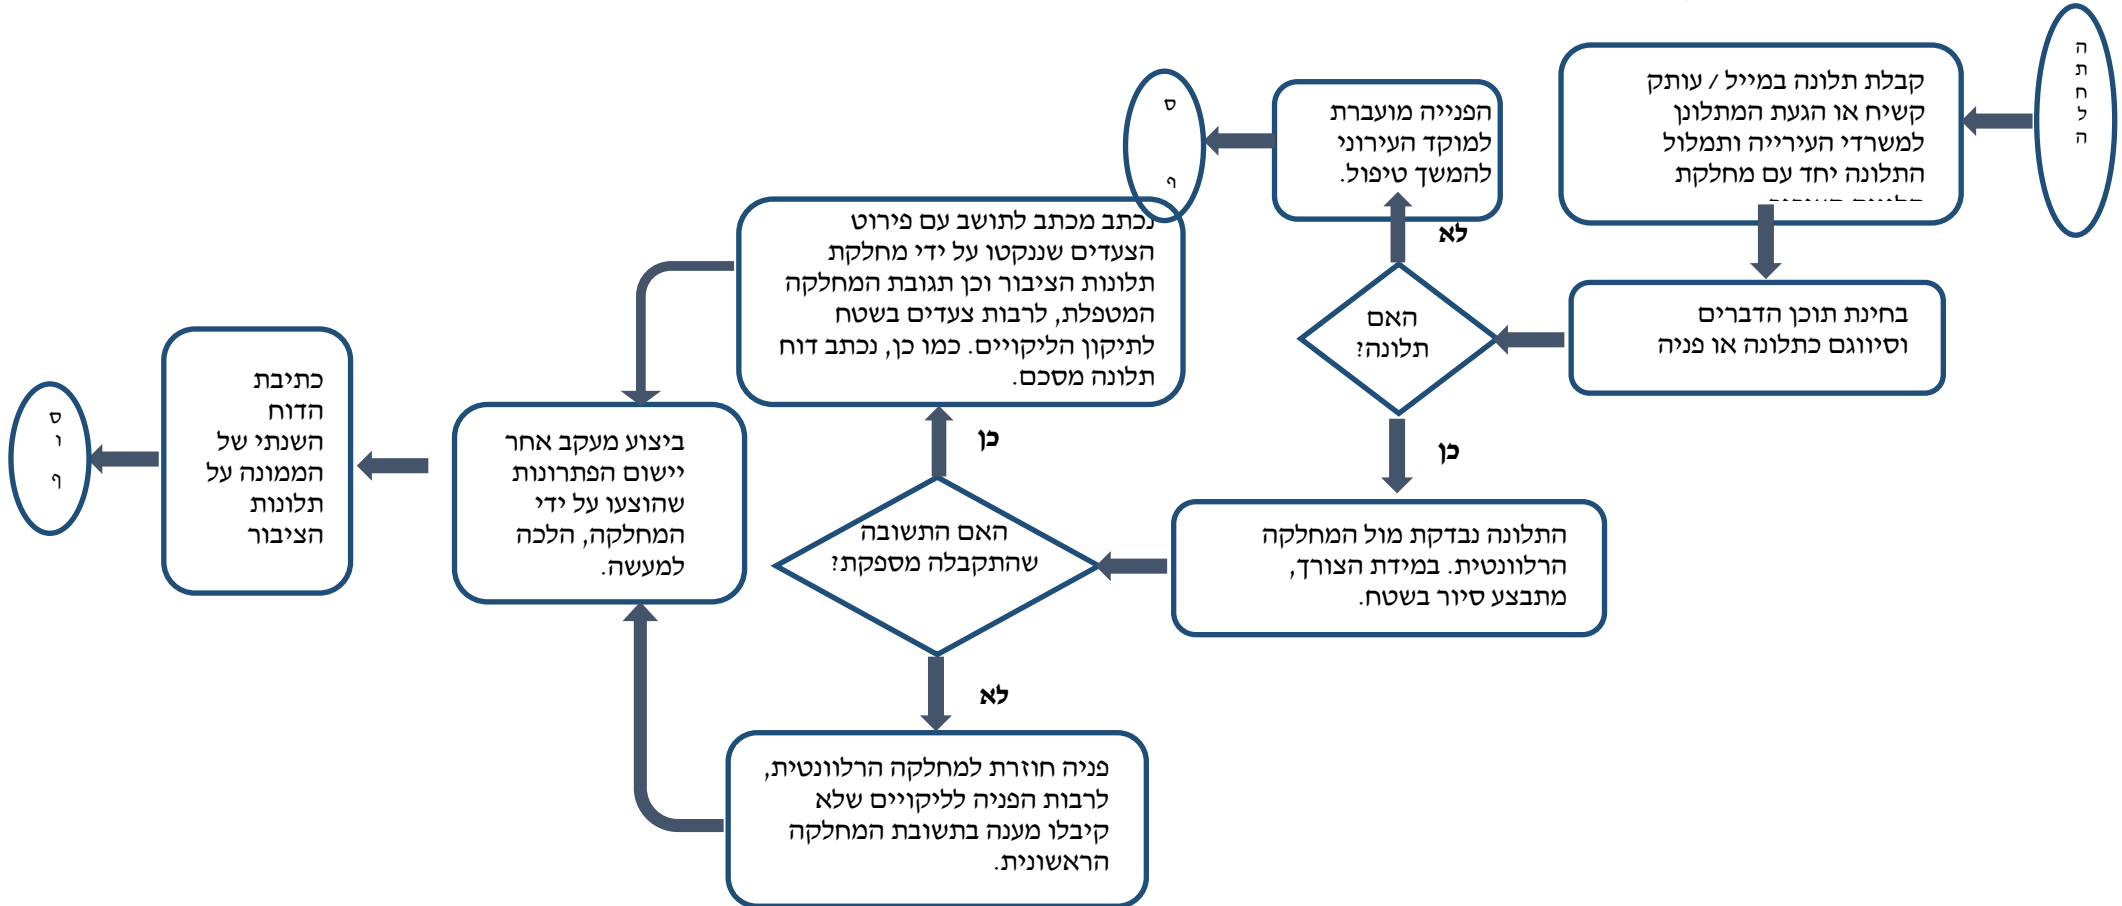 התחלה
קבלת תלונה במייל / עותק
קשיח או הגעת המתלונן
למשרדי העירייה ותמלול
התלונה יחד עם מחלקת
בחינת תוכן הדברים
וסיווגם כתלונה או פניה
האם
תלונה?
לא
הפנייה מועברת
למוקד העירוני
להמשך טיפול.
ס
ף
כן
התלונה נבדקת מול המחלקה
הרלוונטית. במידת הצורך,
מתבצע סיור בשטח.
האם התשובה
שהתקבלה מספקת?
כן
נכתב מכתב לתושב עם פירוט
הצעדים שננקטו על ידי מחלקת
תלונות הציבור וכן תגובת המחלקה
המטפלת, לרבות צעדים בשטח
לתיקון הליקויים. כמו כן, נכתב דוח
תלונה מסכם.
לא
פניה חוזרת למחלקה הרלוונטית,
לרבות הפניה לליקויים שלא
קיבלו מענה בתשובת המחלקה
הראשונית.
ביצוע מעקב אחר
יישום הפתרונות
שהוצעו על ידי
המחלקה, הלכה
למעשה.
כתיבת
הדוח
השנתי של
הממונה על
תלונות
הציבור
סוף